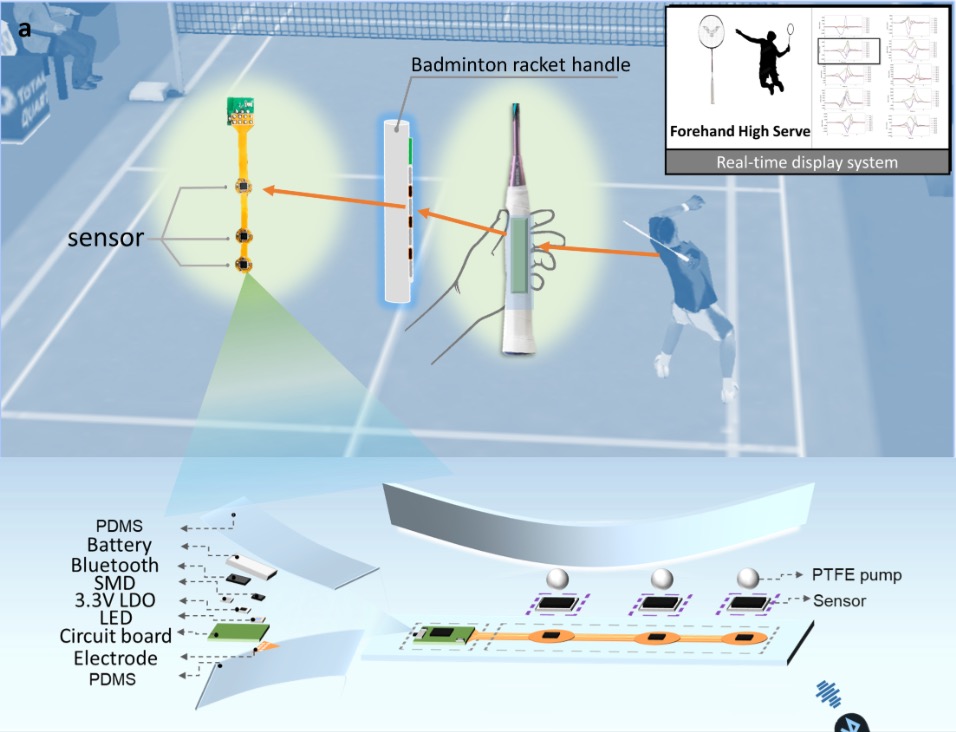 a
TOTAL
Badminton racket handle
Forehand High Serve
Real-time display system
sensor
PDMS
Battery
Bluetooth
SMD
3.3V LDO
LED
Circuit board
Electrode
PDMS
PTFE pump
Sensor